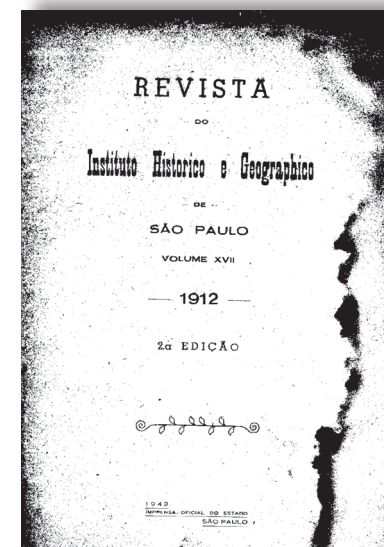 REVISTA
DO
Instituto Historico e Geographico
DE
SÃO PAULO
VOLUME XVII
1912
2.a EDIÇÃO
1942
IMPRENSA OFICIAL DO ESTADO
SÃO PAULO